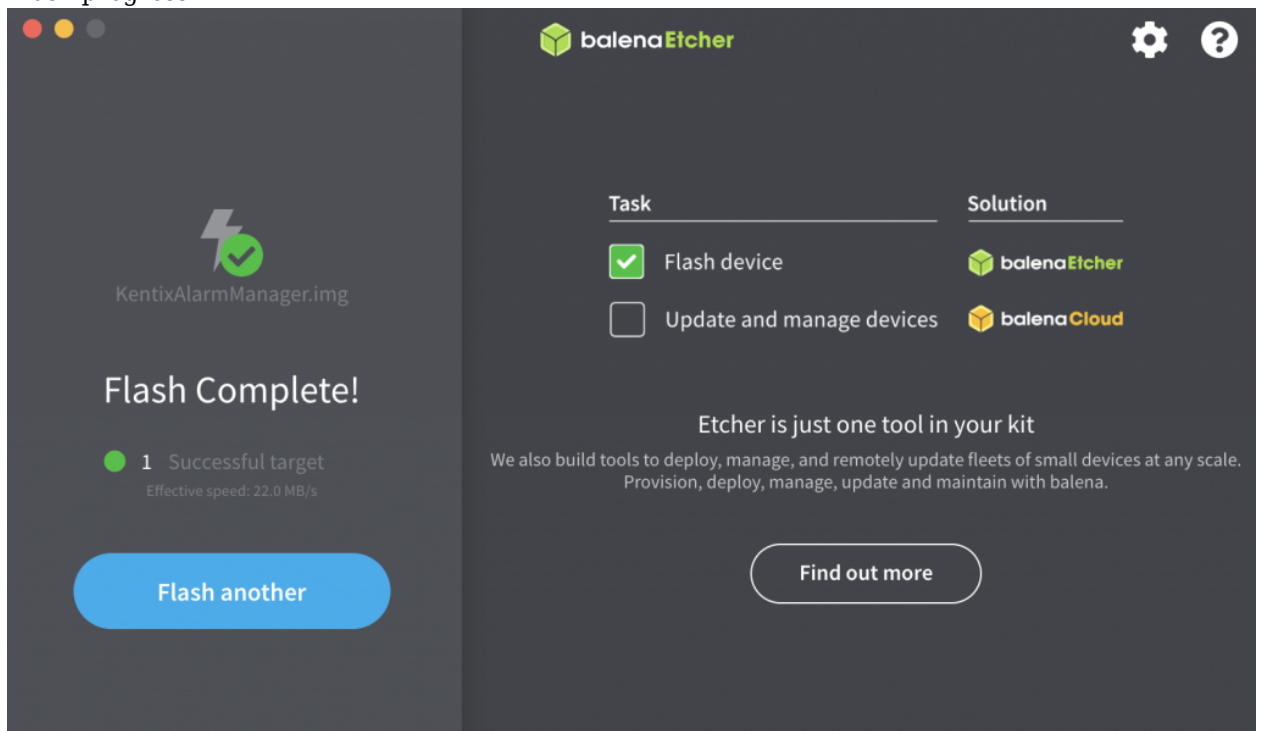 balenaEtcher
Task Solution
Flash device balenaEtcher
Update and manage devices balenaCloud
KentixAlarmManager.img
Flash Complete!
1 Successful target
Effective speed: 22.0 MB/s
Flash another
Etcher is just one tool in your kit
We also build tools to deploy, manage, and remotely update fleets of small devices at any scale.
Provision, deploy, manage, update and maintain with balena.
Find out more